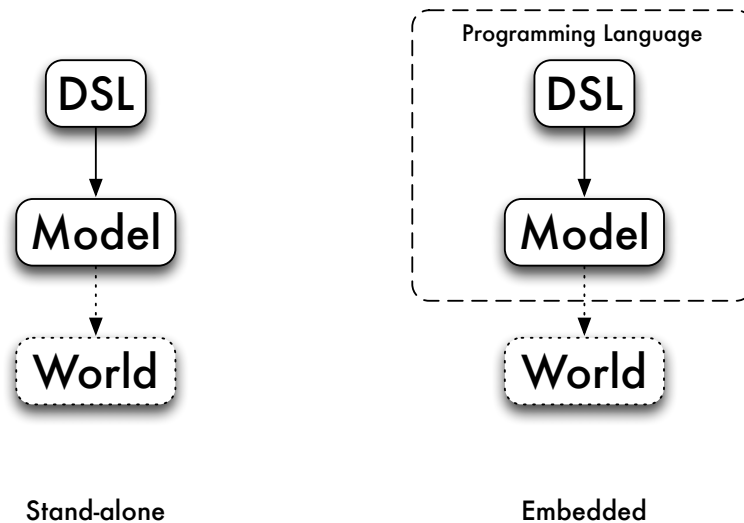 Programming Language
DSL
DSL
Model
Model
World
World
Stand-alone
Embedded